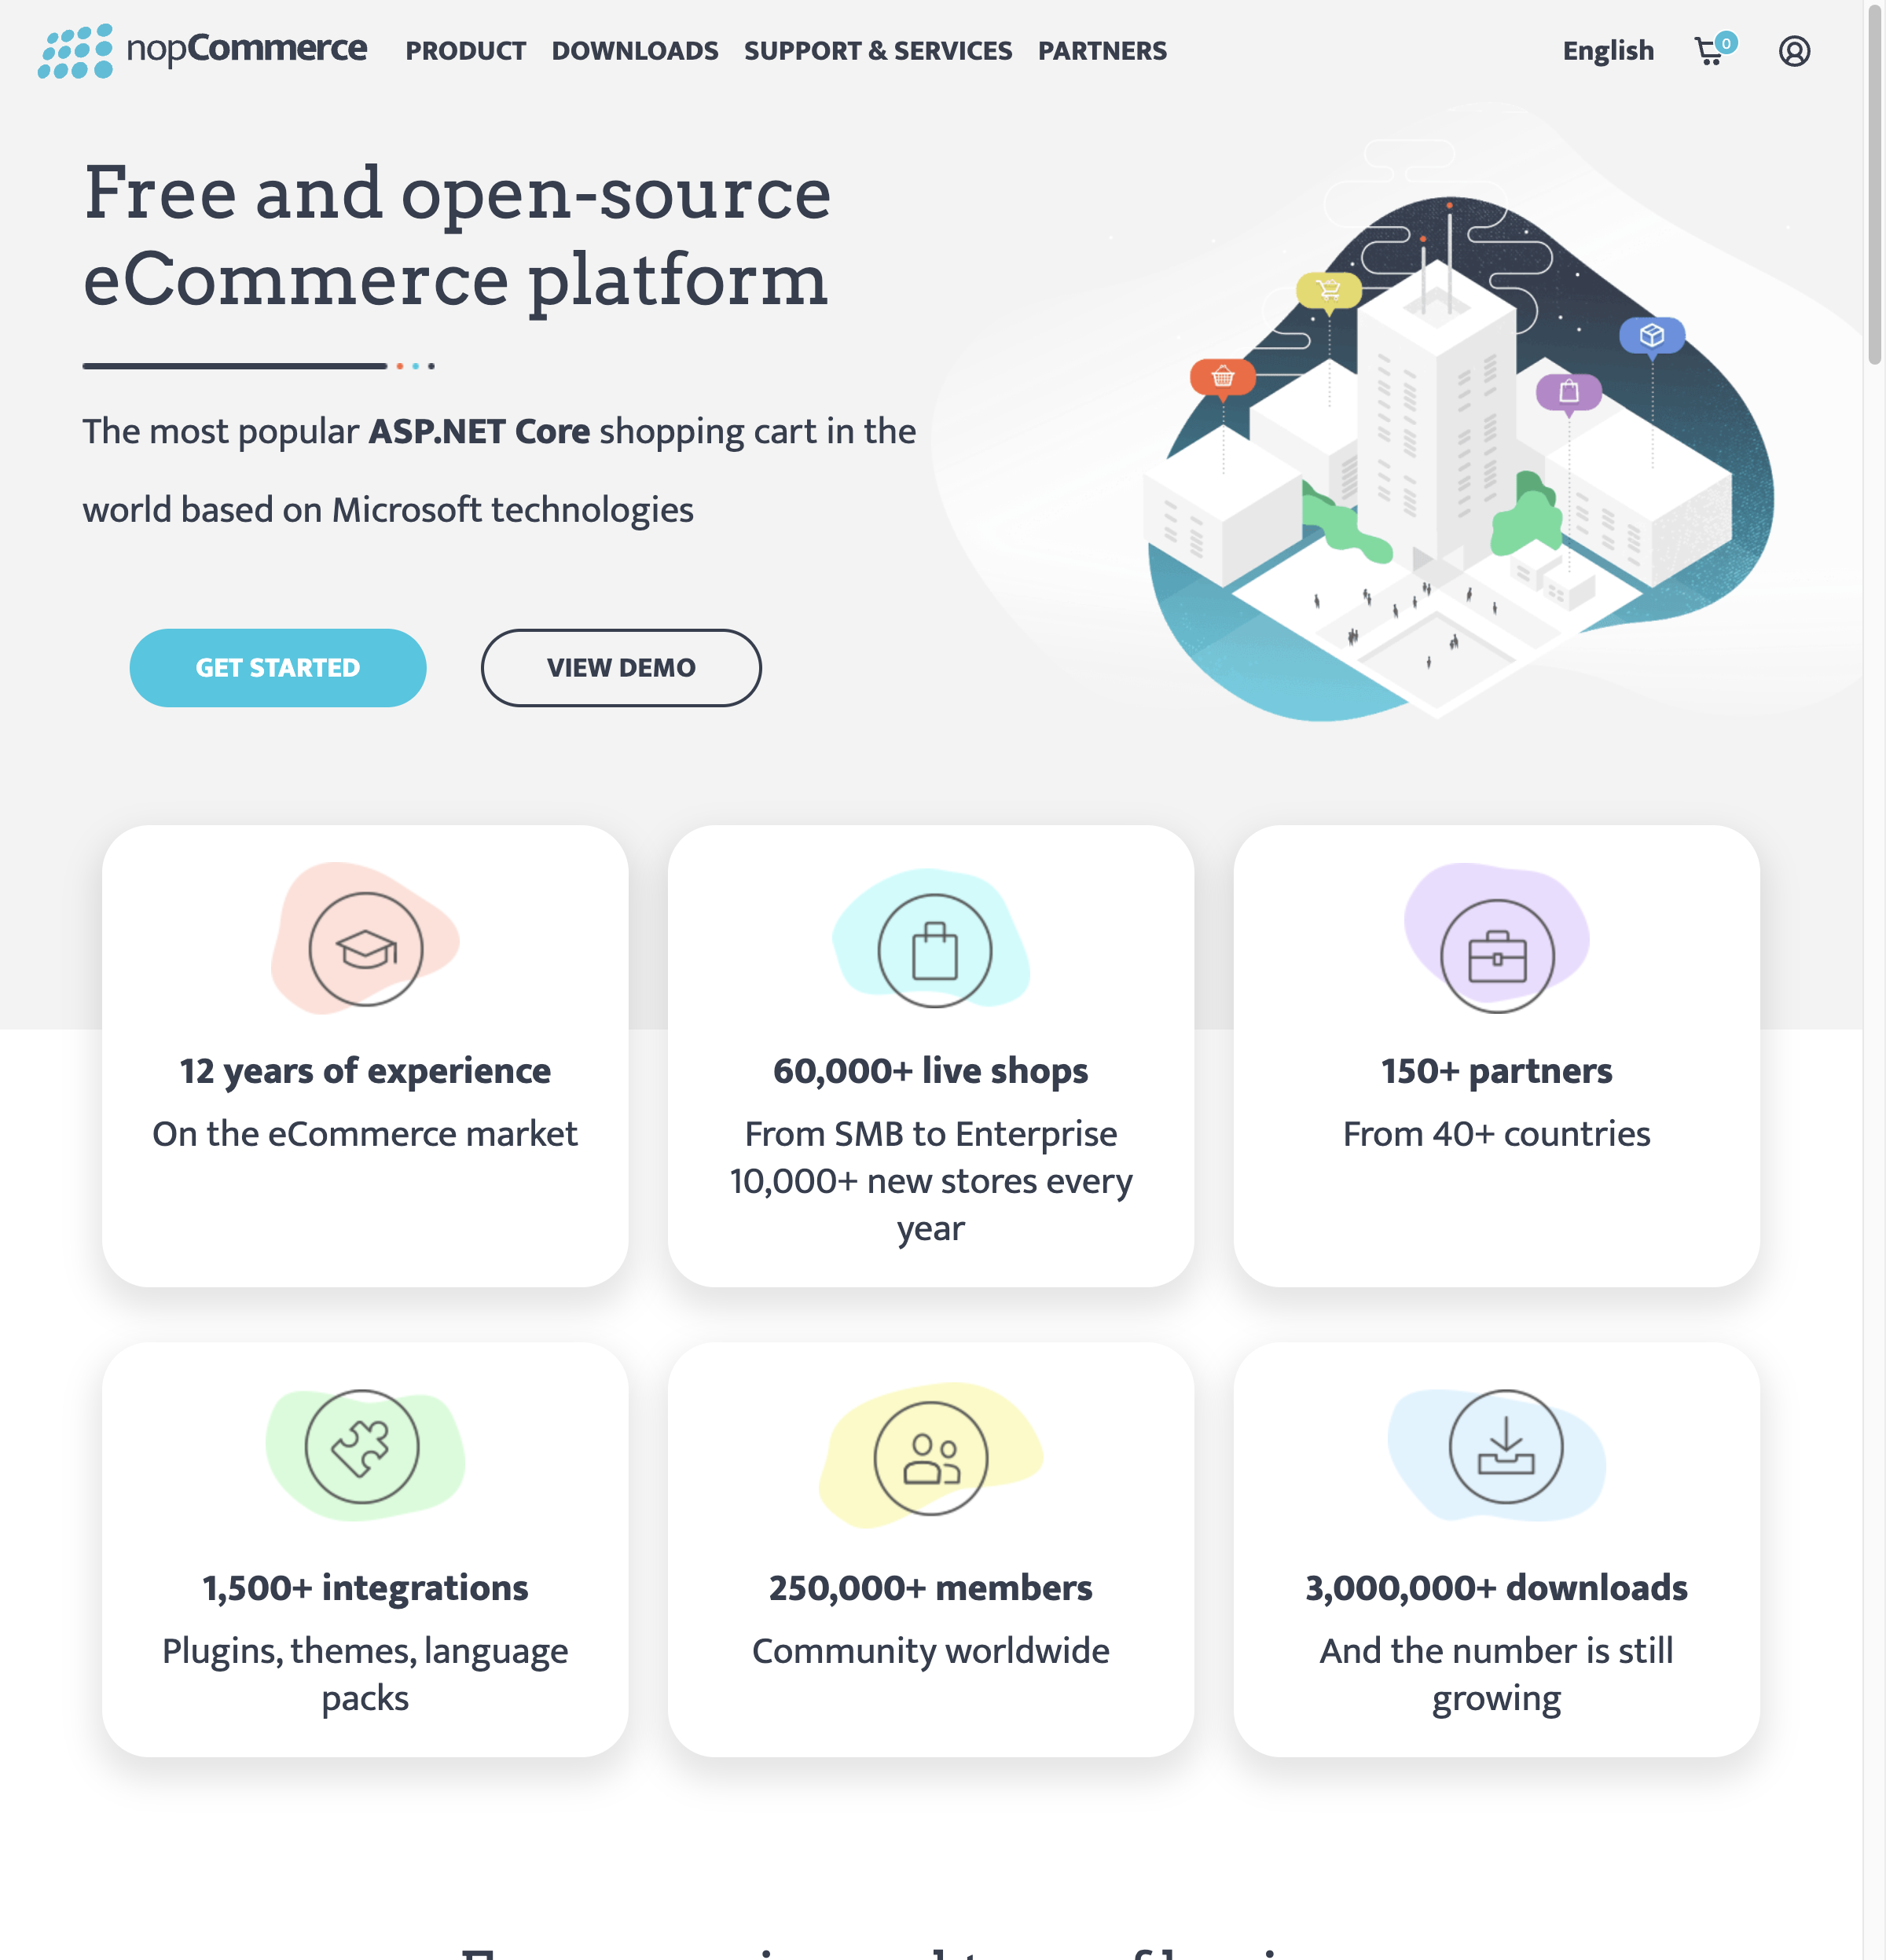 nopCommerce PRODUCT DOWNLOADS SUPPORT & SERVICES PARTNERS English 0
Free and open-source
eCommerce platform
The most popular ASP.NET Core shopping cart in the
world based on Microsoft technologies
GET STARTED VIEW DEMO
12 years of experience
On the eCommerce market
60,000+ live shops
From SMB to Enterprise
10,000+ new stores every
year
150+ partners
From 40+ countries
1,500+ integrations
Plugins, themes, language
packs
250,000+ members
Community worldwide
3,000,000+ downloads
And the number is still
growing